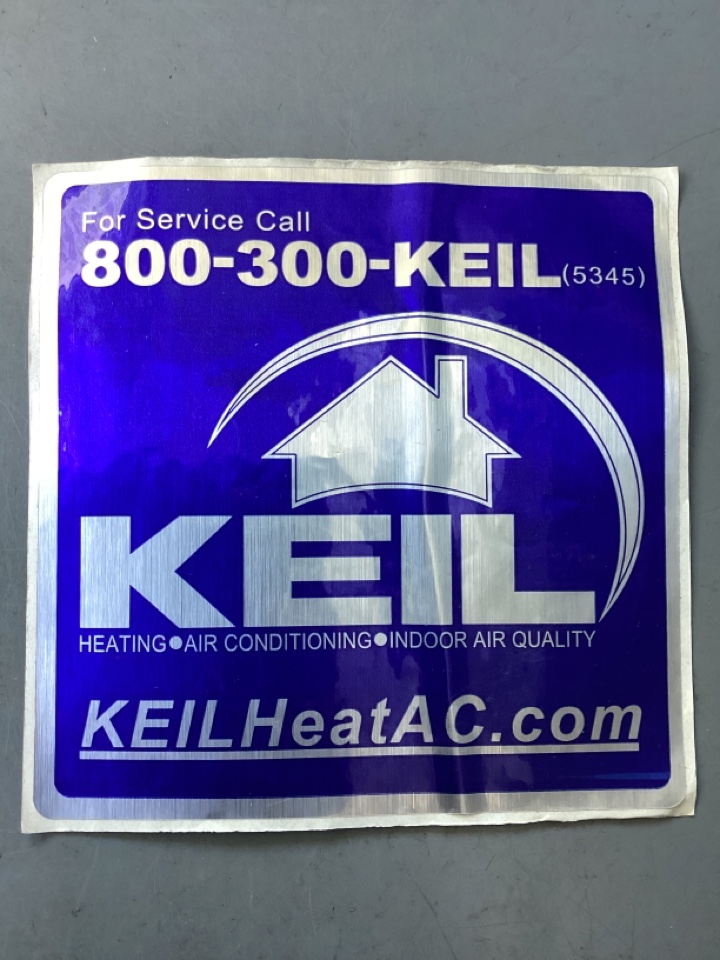 For Service Call
800-300-KEIL(5345)
KEIL
HEATING●AIR CONDITIONING●INDOOR AIR QUALITY
KEILHeatAC.com